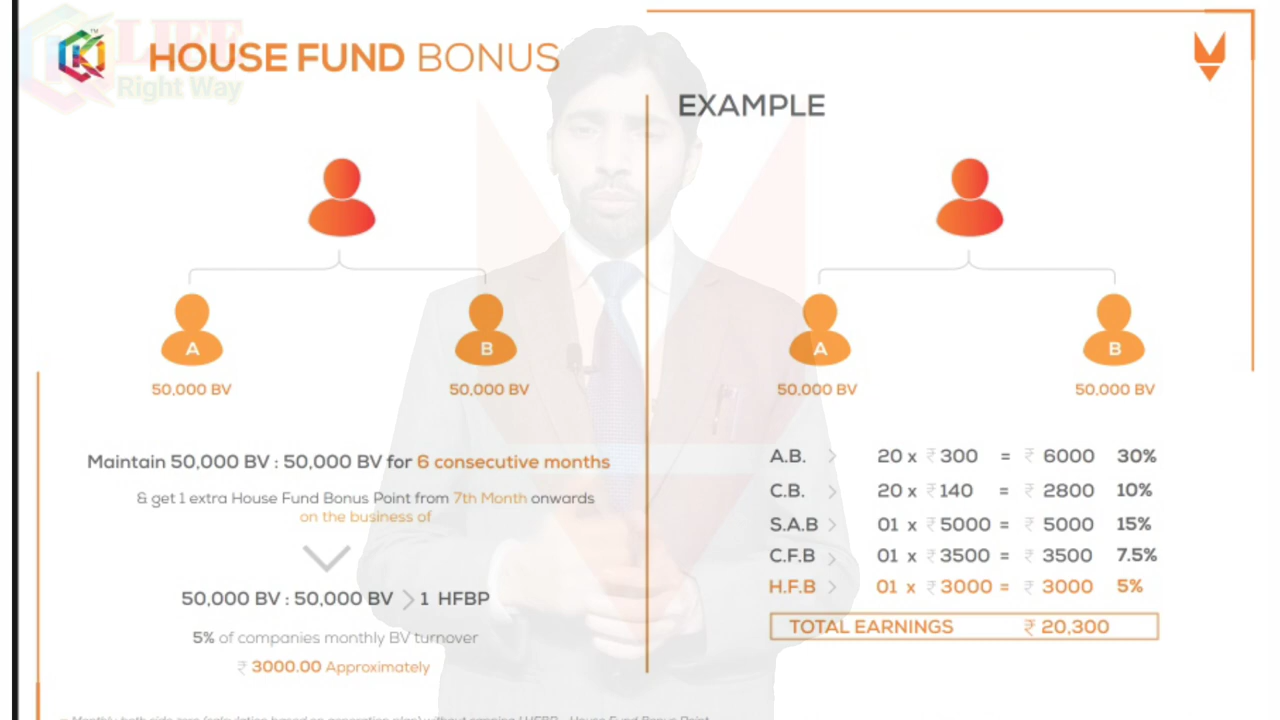 LIFE
Right Way
HOUSE FUND BONUS
EXAMPLE
A
B
50,000 BV
50,000 BV
Maintain 50,000 BV : 50,000 BV for 6 consecutive months
& get 1 extra House Fund Bonus Point from 7th Month onwards
on the business of
50,000 BV : 50,000 BV > 1 HFBP
5% of companies monthly BV turnover
₹ 3000.00 Approximately
A
B
50,000 BV
50,000 BV
A.B. > 20 x ₹ 300 = ₹ 6000 30%
C.B. > 20 x ₹ 140 = ₹ 2800 10%
S.A.B > 01 x ₹ 5000 = ₹ 5000 15%
C.F.B > 01 x ₹ 3500 = ₹ 3500 7.5%
H.F.B > 01 x ₹ 3000 = ₹ 3000 5%
TOTAL EARNINGS ₹ 20,300